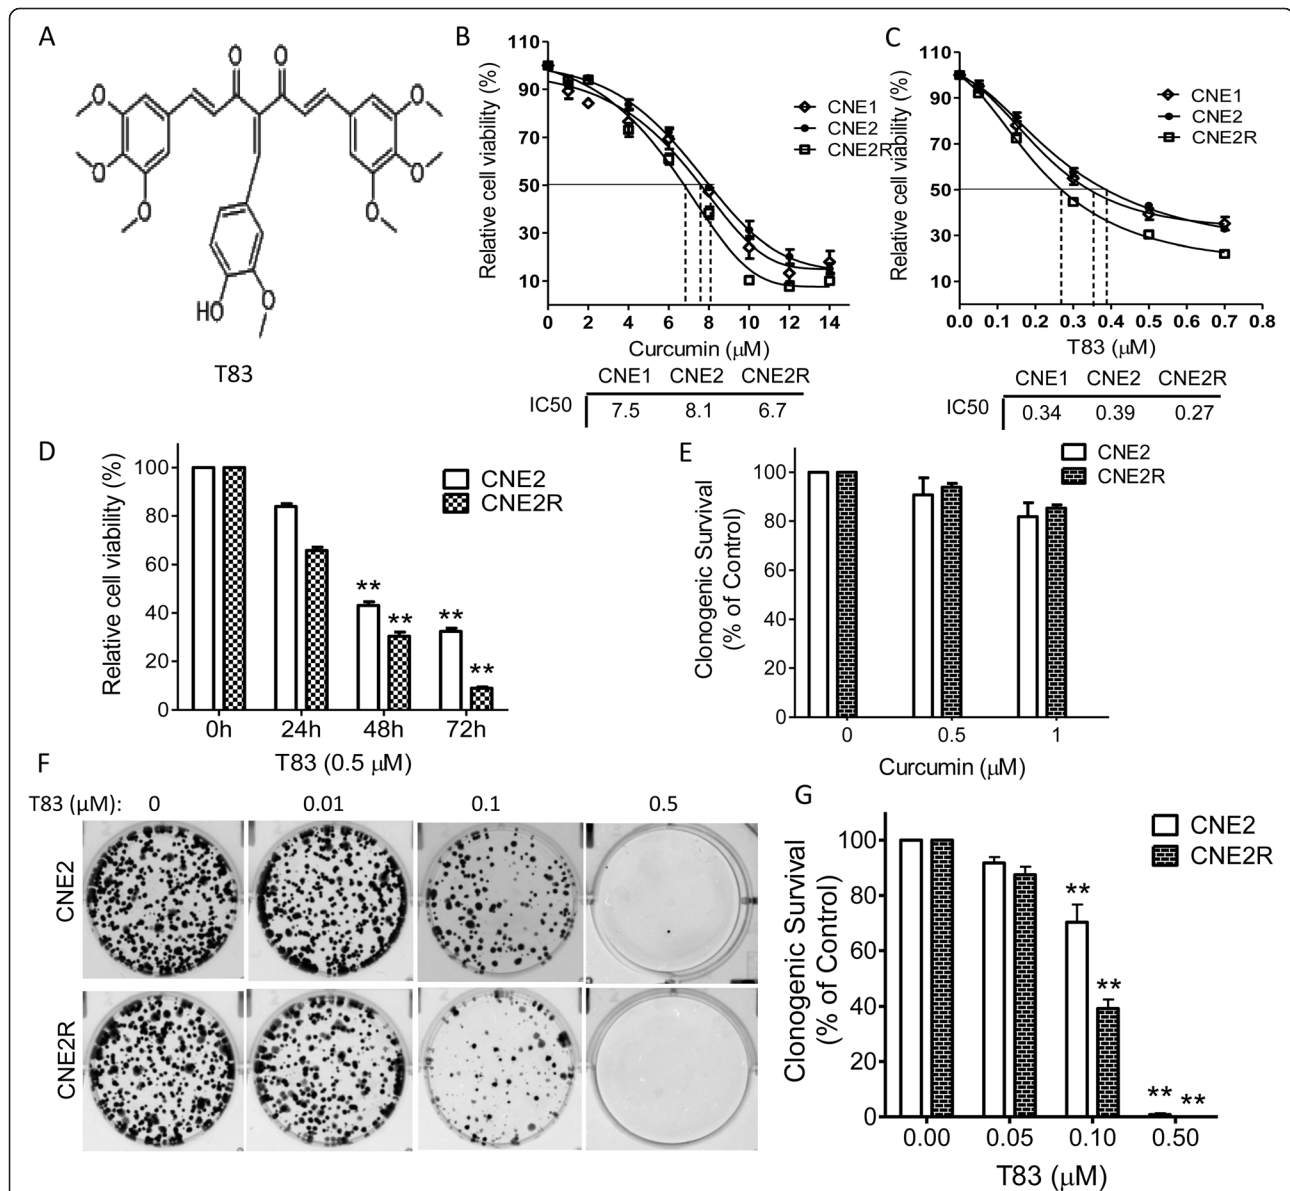 A
O O
O O
O O
O O
HO O
T83
B
Relative cell viability (%)
110
90
70
50
30
10
CNE1
CNE2
CNE2R
0 2 4 6 8 10 12 14
Curcumin (μM)
CNE1 CNE2 CNE2R
IC50 7.5 8.1 6.7
C
Relative cell viability (%)
110
90
70
50
30
10
CNE1
CNE2
CNE2R
0.0 0.1 0.2 0.3 0.4 0.5 0.6 0.7 0.8
T83 (μM)
CNE1 CNE2 CNE2R
IC50 0.34 0.39 0.27
D
Relative cell viability (%)
100
80
60
40
20
0
CNE2
CNE2R
** ** ** **
0h 24h 48h 72h
T83 (0.5 μM)
E
Clonogenic Survival
(% of Control)
100
80
60
40
20
0
CNE2
CNE2R
0 0.5 1
Curcumin (μM)
F
T83 (μM): 0 0.01 0.1 0.5
CNE2
CNE2R
G
Clonogenic Survival
(% of Control)
100
80
60
40
20
0
CNE2
CNE2R
** ** ** **
0.00 0.05 0.10 0.50
T83 (μM)